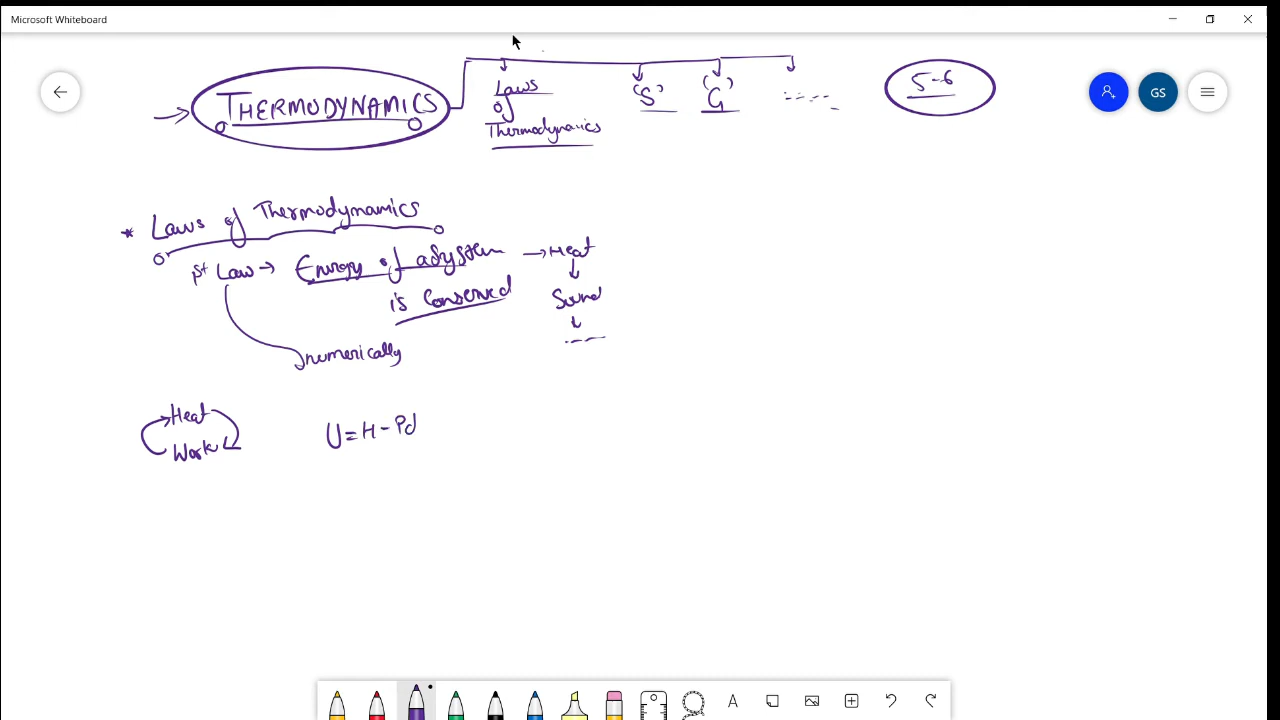 Microsoft Whiteboard
THERMODYNAMICS
Laws
of
Thermodynamics
'S'
'G'
-----
5-6
GS
* Laws of Thermodynamics
1st Law → Energy of a System → Heat
is Conserved
Sound
---
numerically
Heat
Work
U = H - Pd
A